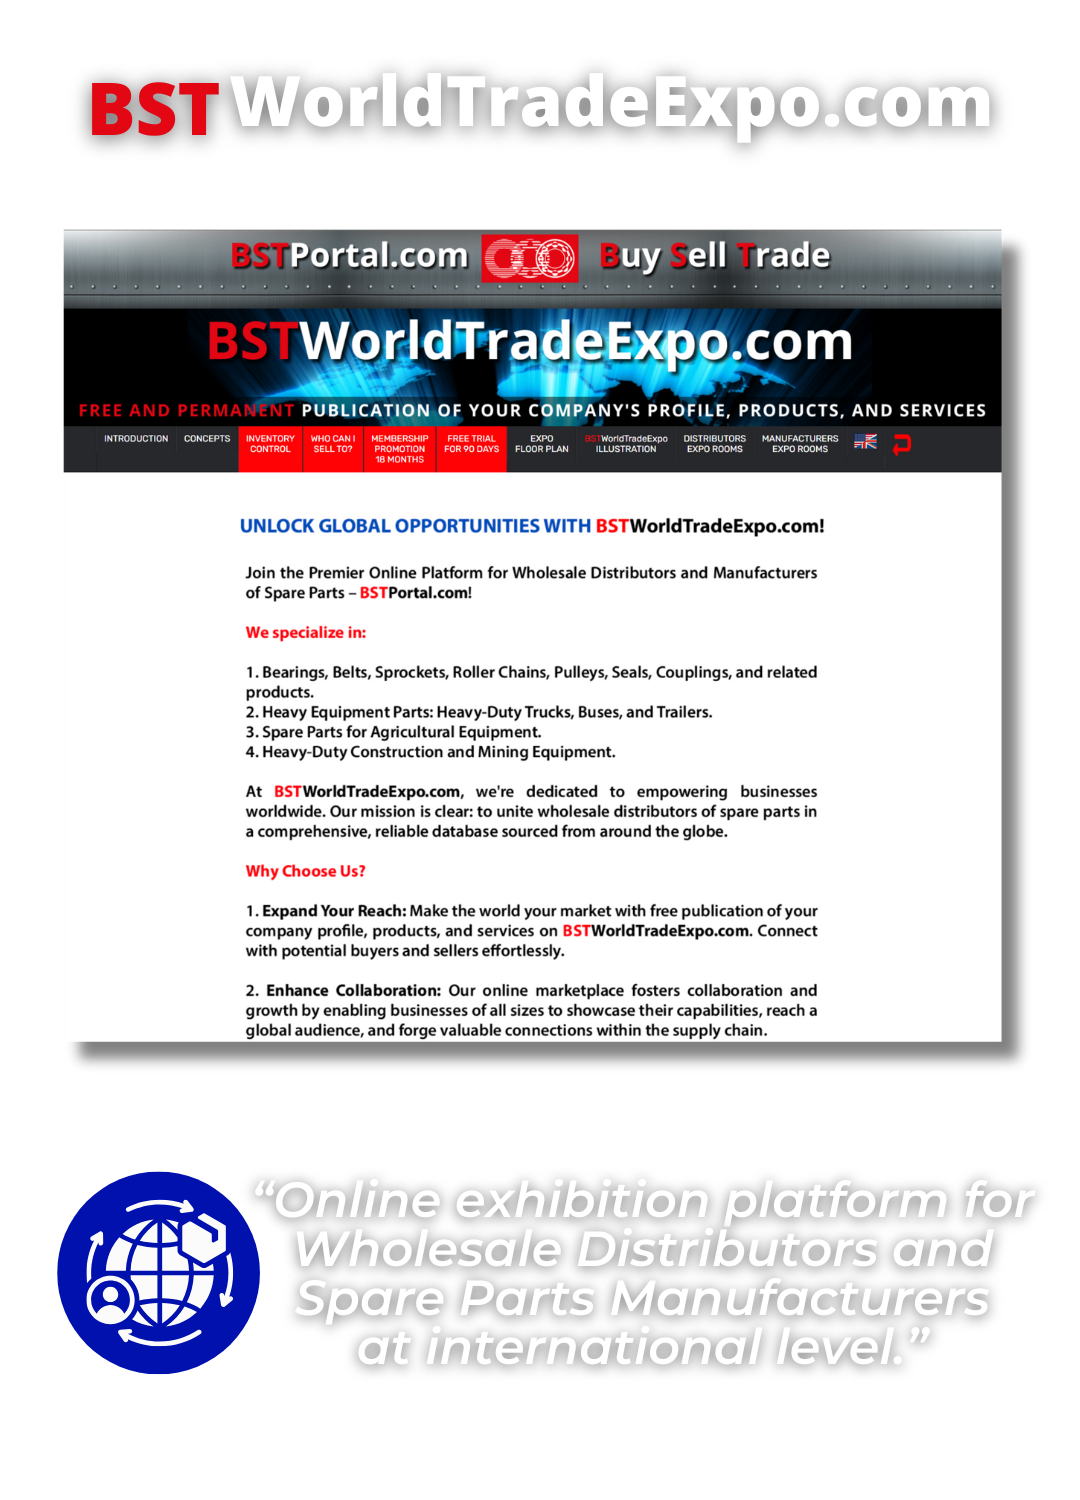 BST WorldTradeExpo.com
BSTPortal.com Buy Sell Trade
BSTWorldTradeExpo.com
FREE AND PERMANENT PUBLICATION OF YOUR COMPANY'S PROFILE, PRODUCTS, AND SERVICES
INTRODUCTION
CONCEPTS
INVENTORY
CONTROL
WHO CAN I
SELL TO?
MEMBERSHIP
PROMOTION
18 MONTHS
FREE TRIAL
FOR 90 DAYS
EXPO
FLOOR PLAN
BSTWorldTradeExpo
ILLUSTRATION
DISTRIBUTORS
EXPO ROOMS
MANUFACTURERS
EXPO ROOMS
UNLOCK GLOBAL OPPORTUNITIES WITH BSTWorldTradeExpo.com!
Join the Premier Online Platform for Wholesale Distributors and Manufacturers
of Spare Parts – BSTPortal.com!
We specialize in:
1. Bearings, Belts, Sprockets, Roller Chains, Pulleys, Seals, Couplings, and related
products.
2. Heavy Equipment Parts: Heavy-Duty Trucks, Buses, and Trailers.
3. Spare Parts for Agricultural Equipment.
4. Heavy-Duty Construction and Mining Equipment.
At BSTWorldTradeExpo.com, we're dedicated to empowering businesses
worldwide. Our mission is clear: to unite wholesale distributors of spare parts in
a comprehensive, reliable database sourced from around the globe.
Why Choose Us?
1. Expand Your Reach: Make the world your market with free publication of your
company profile, products, and services on BSTWorldTradeExpo.com. Connect
with potential buyers and sellers effortlessly.
2. Enhance Collaboration: Our online marketplace fosters collaboration and
growth by enabling businesses of all sizes to showcase their capabilities, reach a
global audience, and forge valuable connections within the supply chain.
“Online exhibition platform for
Wholesale Distributors and
Spare Parts Manufacturers
at international level.”